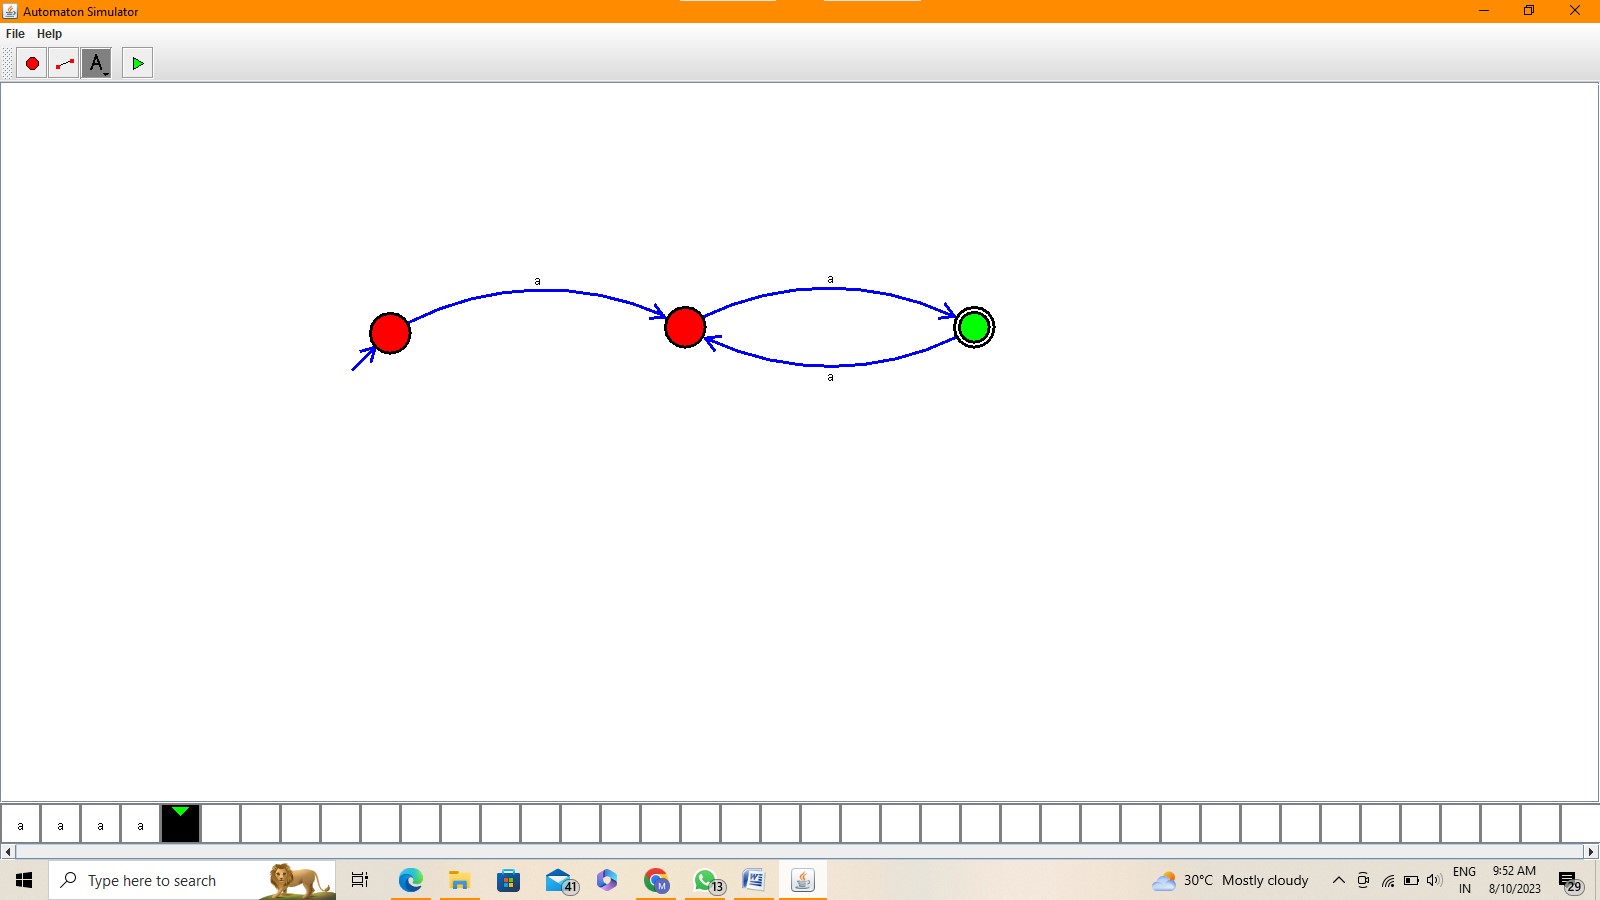 Automaton Simulator
File Help
A
a a
a
a a a a
Type here to search
41
M
13
W
30°C Mostly cloudy
ENG
IN
9:52 AM
8/10/2023
29